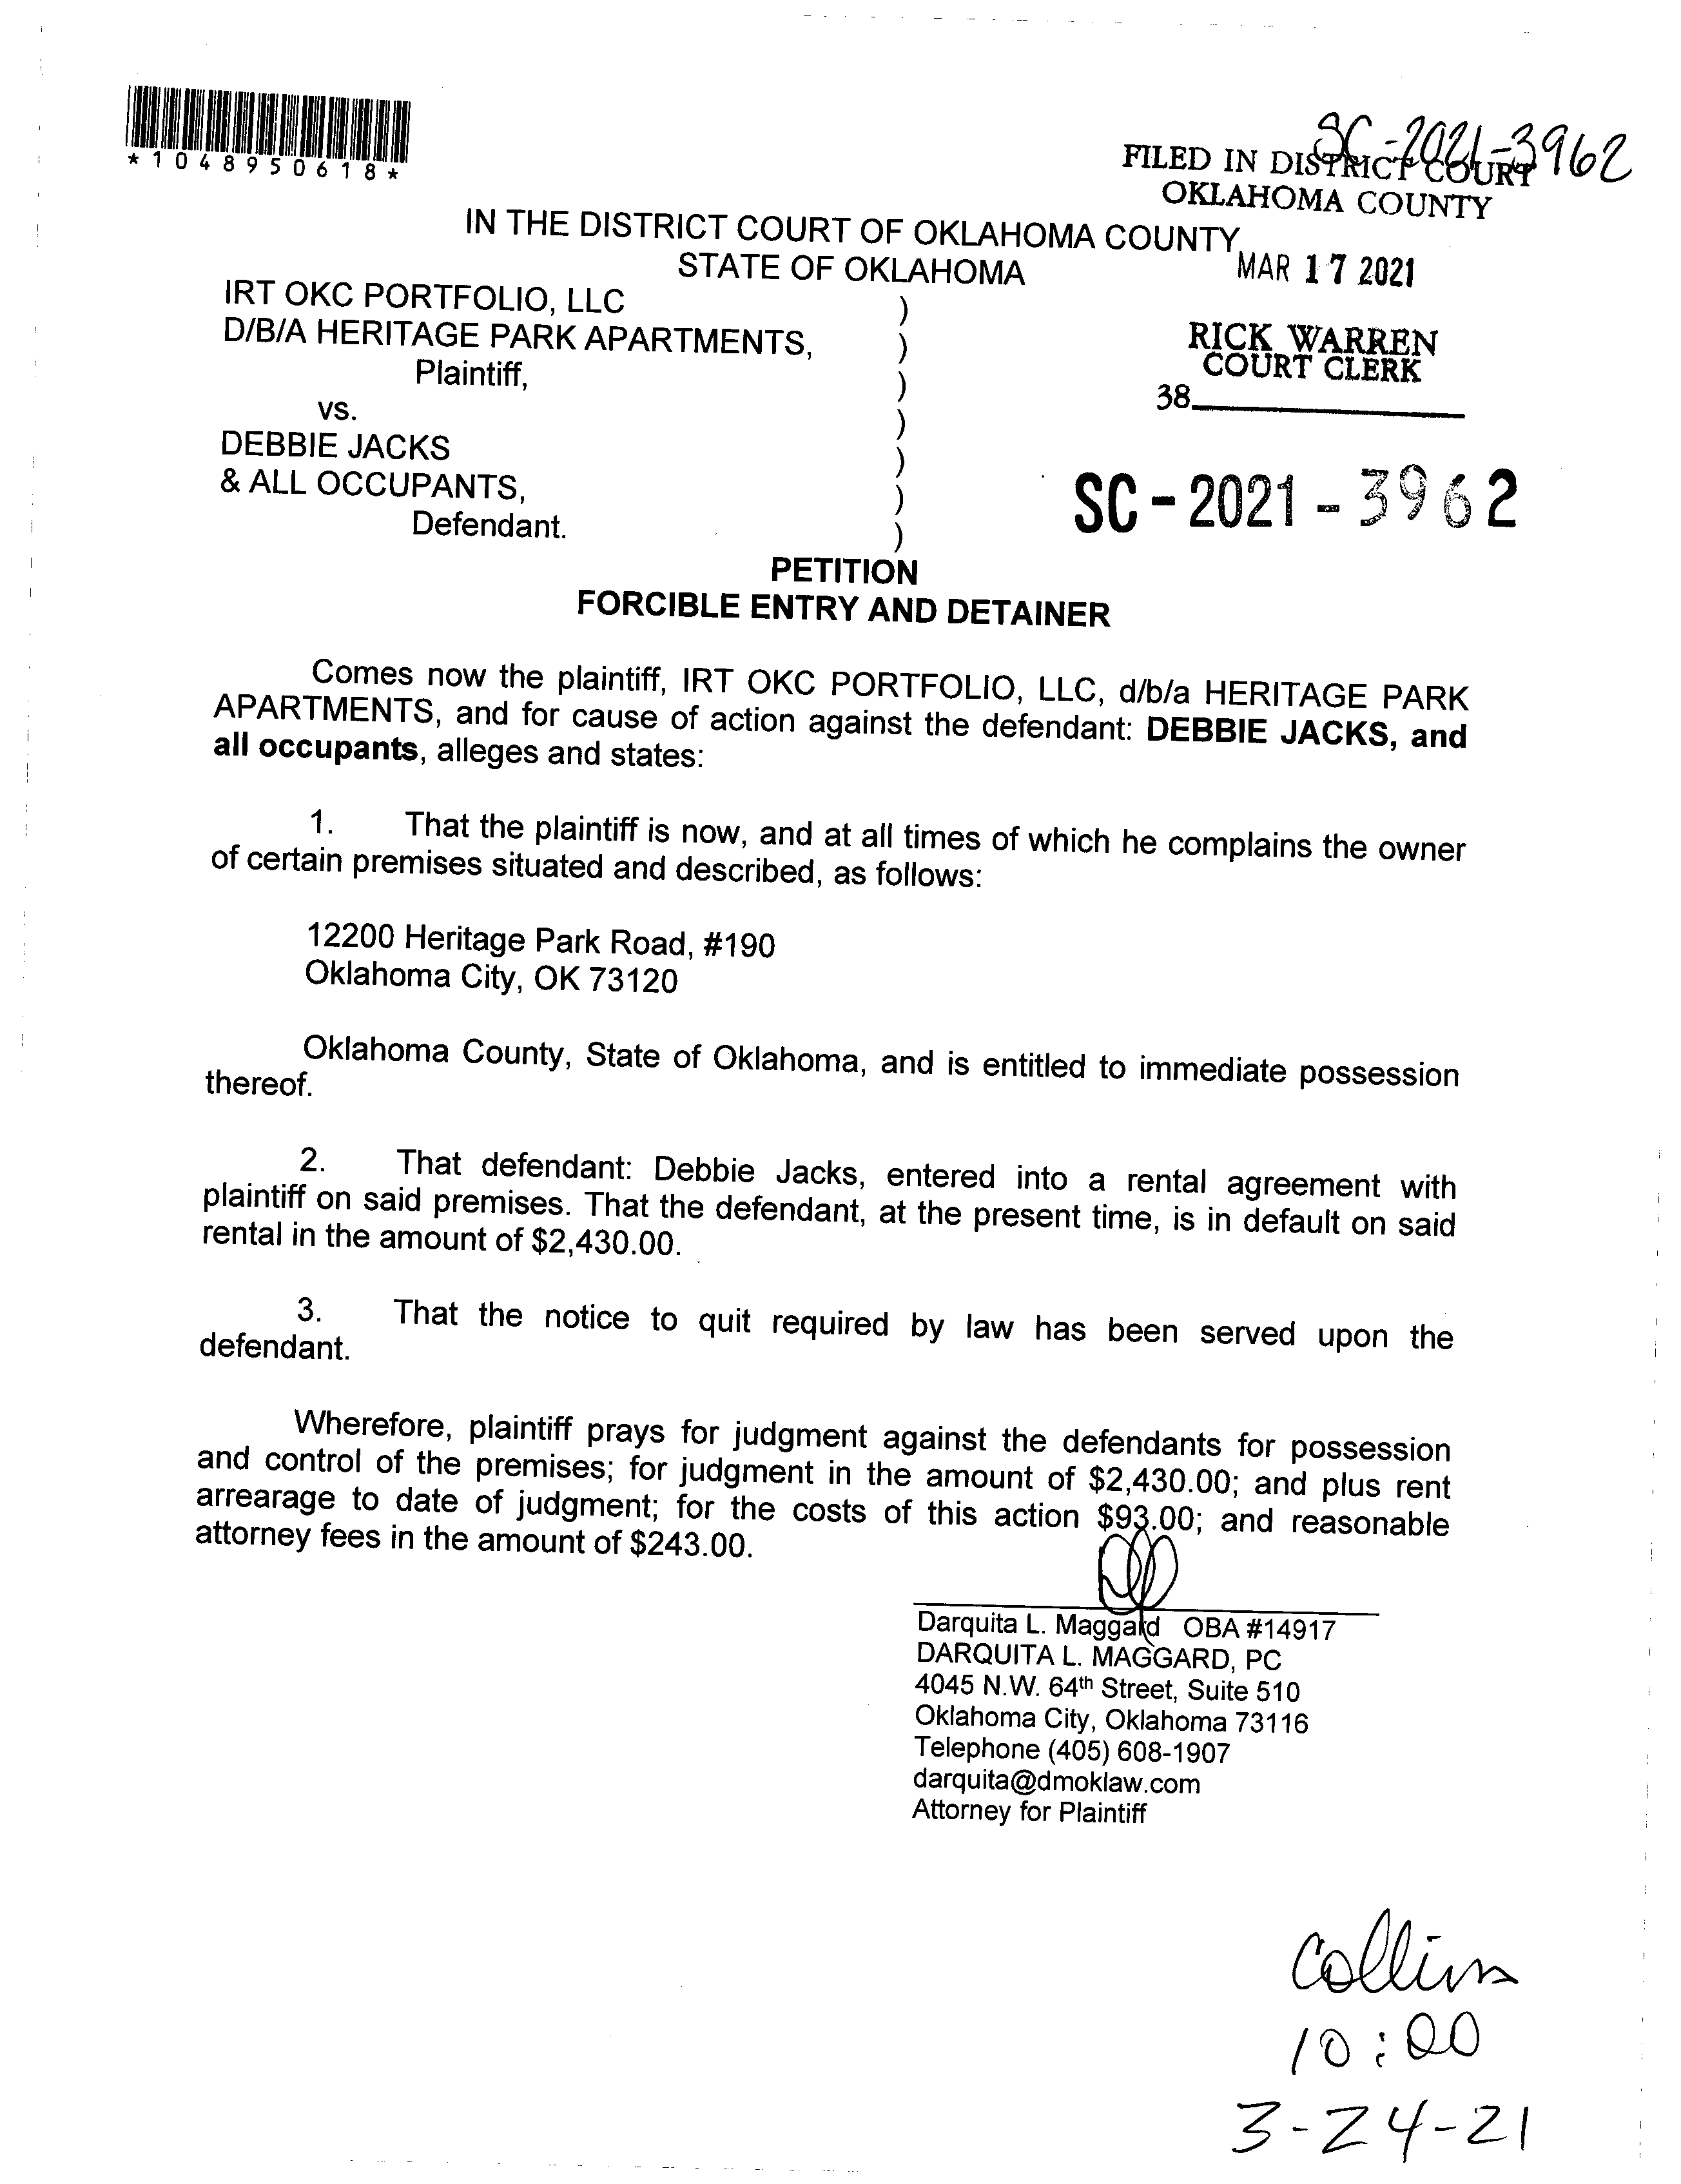 *1048950618*
SC-2021-3962
FILED IN DISTRICT COURT
OKLAHOMA COUNTY
IN THE DISTRICT COURT OF OKLAHOMA COUNTY
STATE OF OKLAHOMA
MAR 17 2021
IRT OKC PORTFOLIO, LLC )
D/B/A HERITAGE PARK APARTMENTS, )
Plaintiff, )
RICK WARREN
COURT CLERK
38
vs. )
DEBBIE JACKS )
& ALL OCCUPANTS, )
Defendant. )
SC-2021-3962
PETITION
FORCIBLE ENTRY AND DETAINER
Comes now the plaintiff, IRT OKC PORTFOLIO, LLC, d/b/a HERITAGE PARK
APARTMENTS, and for cause of action against the defendant: DEBBIE JACKS, and
all occupants, alleges and states:
1. That the plaintiff is now, and at all times of which he complains the owner
of certain premises situated and described, as follows:
12200 Heritage Park Road, #190
Oklahoma City, OK 73120
Oklahoma County, State of Oklahoma, and is entitled to immediate possession
thereof.
2. That defendant: Debbie Jacks, entered into a rental agreement with
plaintiff on said premises. That the defendant, at the present time, is in default on said
rental in the amount of $2,430.00.
3. That the notice to quit required by law has been served upon the
defendant.
Wherefore, plaintiff prays for judgment against the defendants for possession
and control of the premises; for judgment in the amount of $2,430.00; and plus rent
arrearage to date of judgment; for the costs of this action $93.00; and reasonable
attorney fees in the amount of $243.00.
Darquita L. Maggard OBA #14917
DARQUITA L. MAGGARD, PC
4045 N.W. 64th Street, Suite 510
Oklahoma City, Oklahoma 73116
Telephone (405) 608-1907
darquita@dmoklaw.com
Attorney for Plaintiff
Collins
10:00
3-24-21